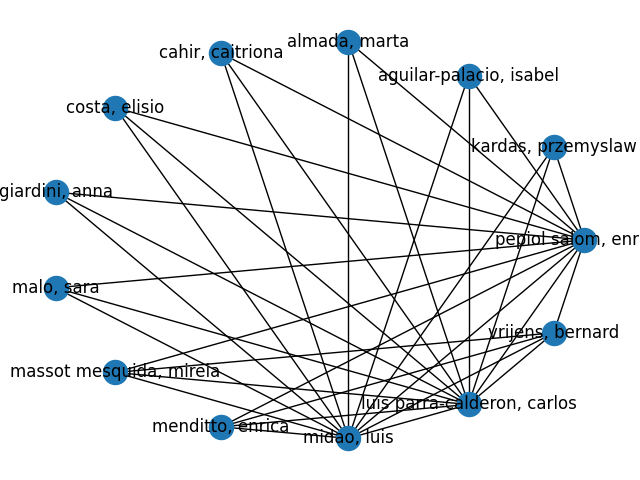 almada, marta
cahir, caitriona
aguilar-palacio, isabel
costa, elisio
kardas, przemyslaw
giardini, anna
pepiol salom, enr
malo, sara
vrijens, bernard
massot mesquida, mireia
luis parra-calderon, carlos
menditto, enrica
midao, luis